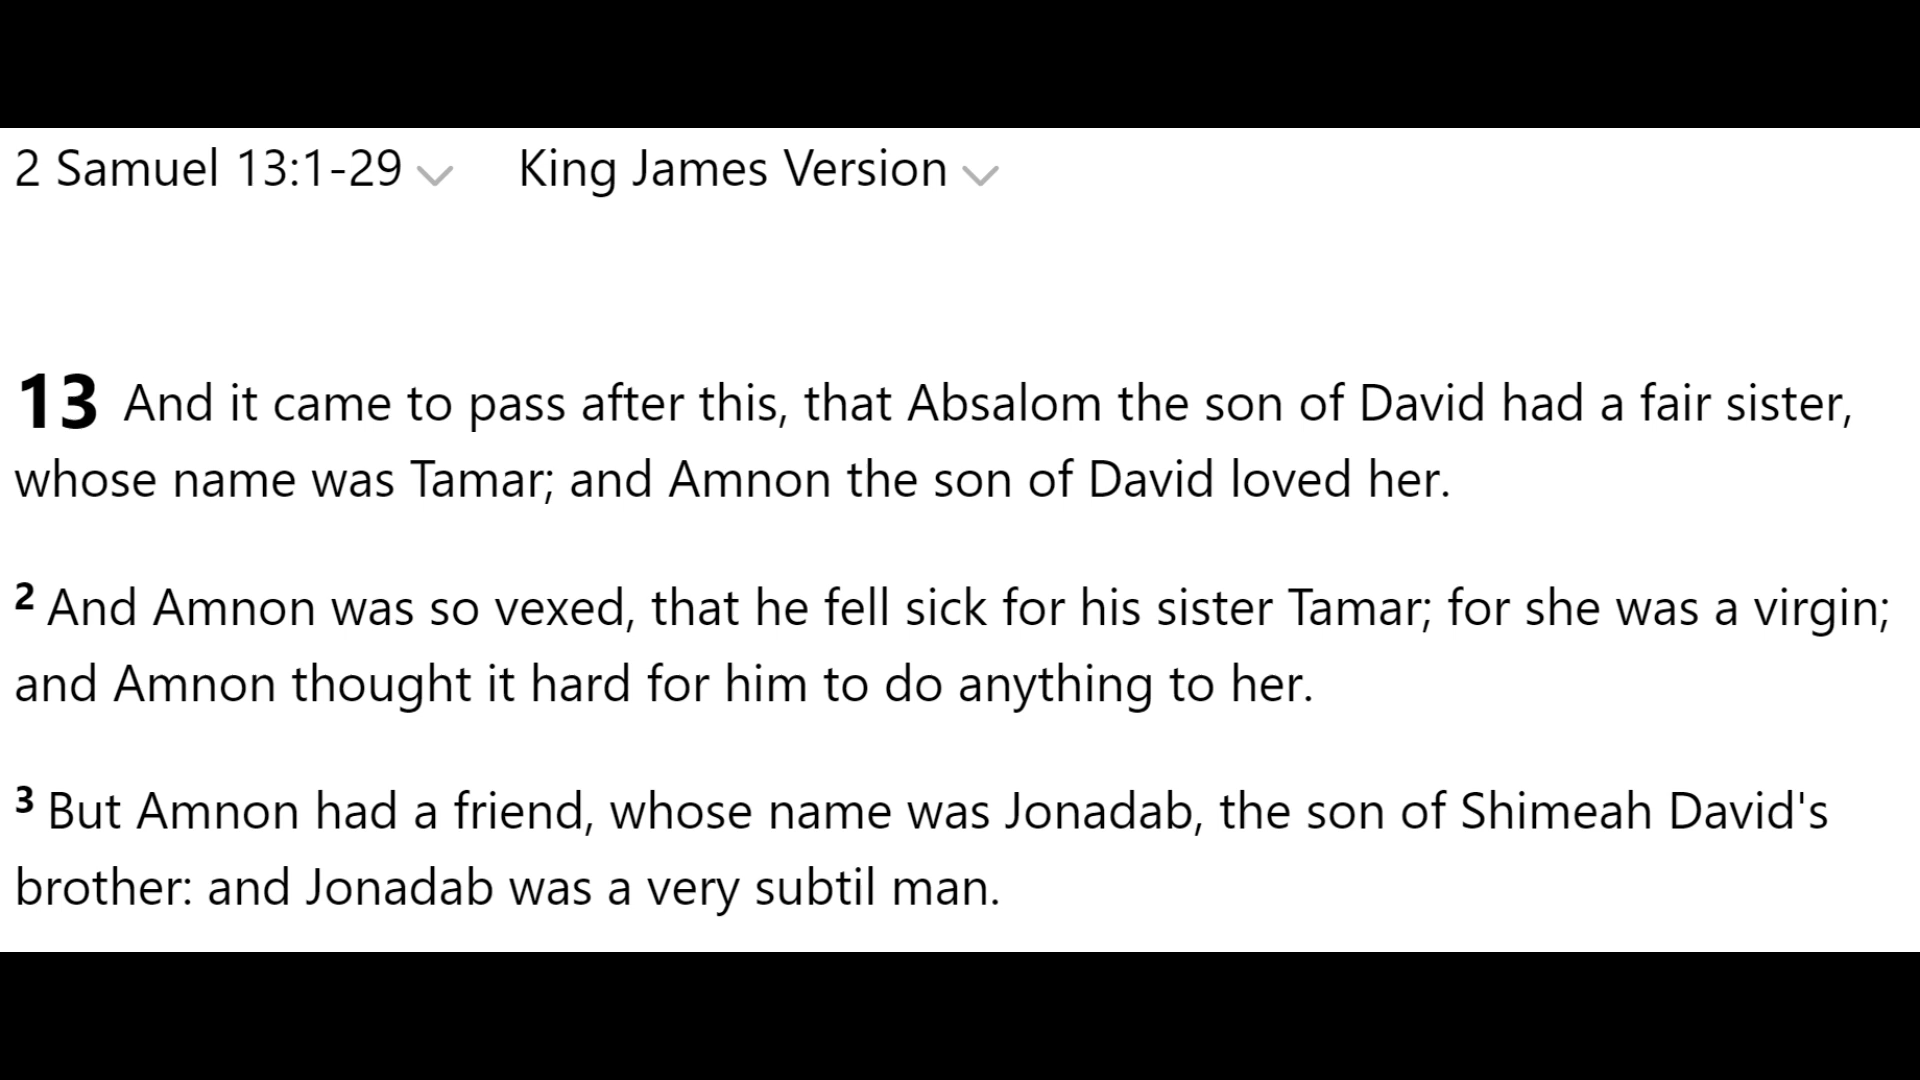 2 Samuel 13:1-29 King James Version
13 And it came to pass after this, that Absalom the son of David had a fair sister,
whose name was Tamar; and Amnon the son of David loved her.
2 And Amnon was so vexed, that he fell sick for his sister Tamar; for she was a virgin;
and Amnon thought it hard for him to do anything to her.
3 But Amnon had a friend, whose name was Jonadab, the son of Shimeah David's
brother: and Jonadab was a very subtil man.